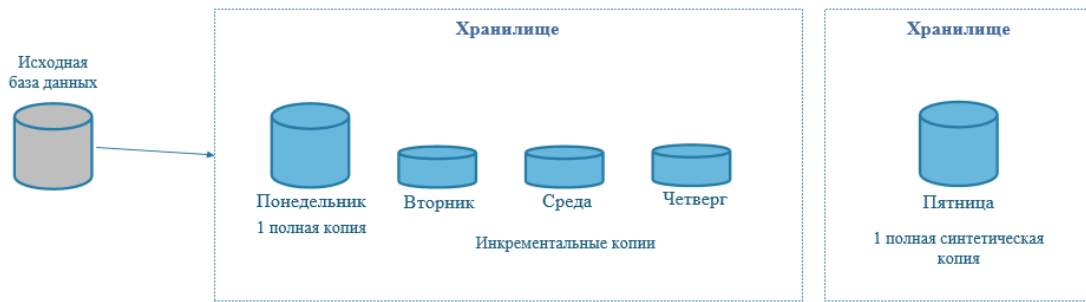 Хранилище
Хранилище
Исходная
база данных
Понедельник
Вторник
Среда
Четверг
Пятница
1 полная копия
Инкрементальные копии
1 полная синтетическая
копия